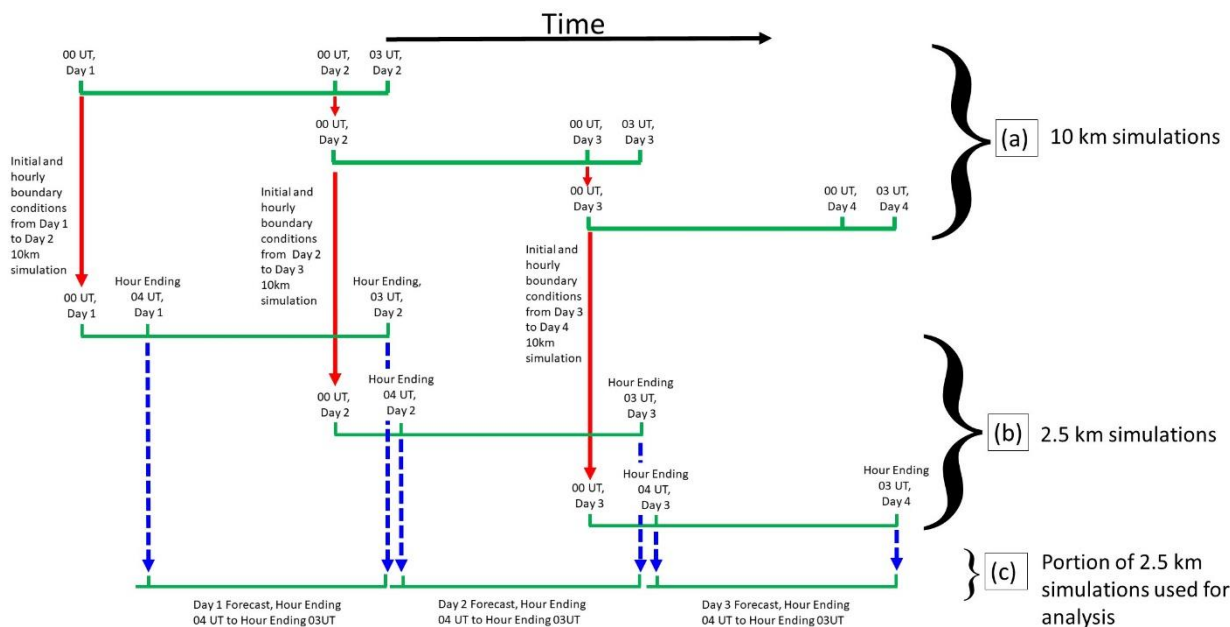 Time
00 UT,
Day 1
00 UT,
Day 2
03 UT,
Day 2
00 UT,
Day 2
00 UT,
Day 3
03 UT,
Day 3
(a)
10 km simulations
00 UT,
Day 3
00 UT,
Day 4
03 UT,
Day 4
Initial and
hourly
boundary
conditions
from Day 1
to Day 2
10km
simulation
Initial and
hourly
boundary
conditions
from Day 2
to Day 3
10km
simulation
Initial and
hourly
boundary
conditions
from Day 3
to Day 4
10km
simulation
00 UT,
Day 1
Hour Ending
04 UT,
Day 1
Hour Ending,
03 UT,
Day 2
00 UT,
Day 2
Hour Ending
04 UT,
Day 2
Hour Ending
03 UT,
Day 3
(b)
2.5 km simulations
00 UT,
Day 3
Hour Ending
04 UT,
Day 3
Hour Ending
03 UT,
Day 4
(c)
Portion of 2.5 km
simulations used for
analysis
Day 1 Forecast, Hour Ending
04 UT to Hour Ending 03UT
Day 2 Forecast, Hour Ending
04 UT to Hour Ending 03UT
Day 3 Forecast, Hour Ending
04 UT to Hour Ending 03UT